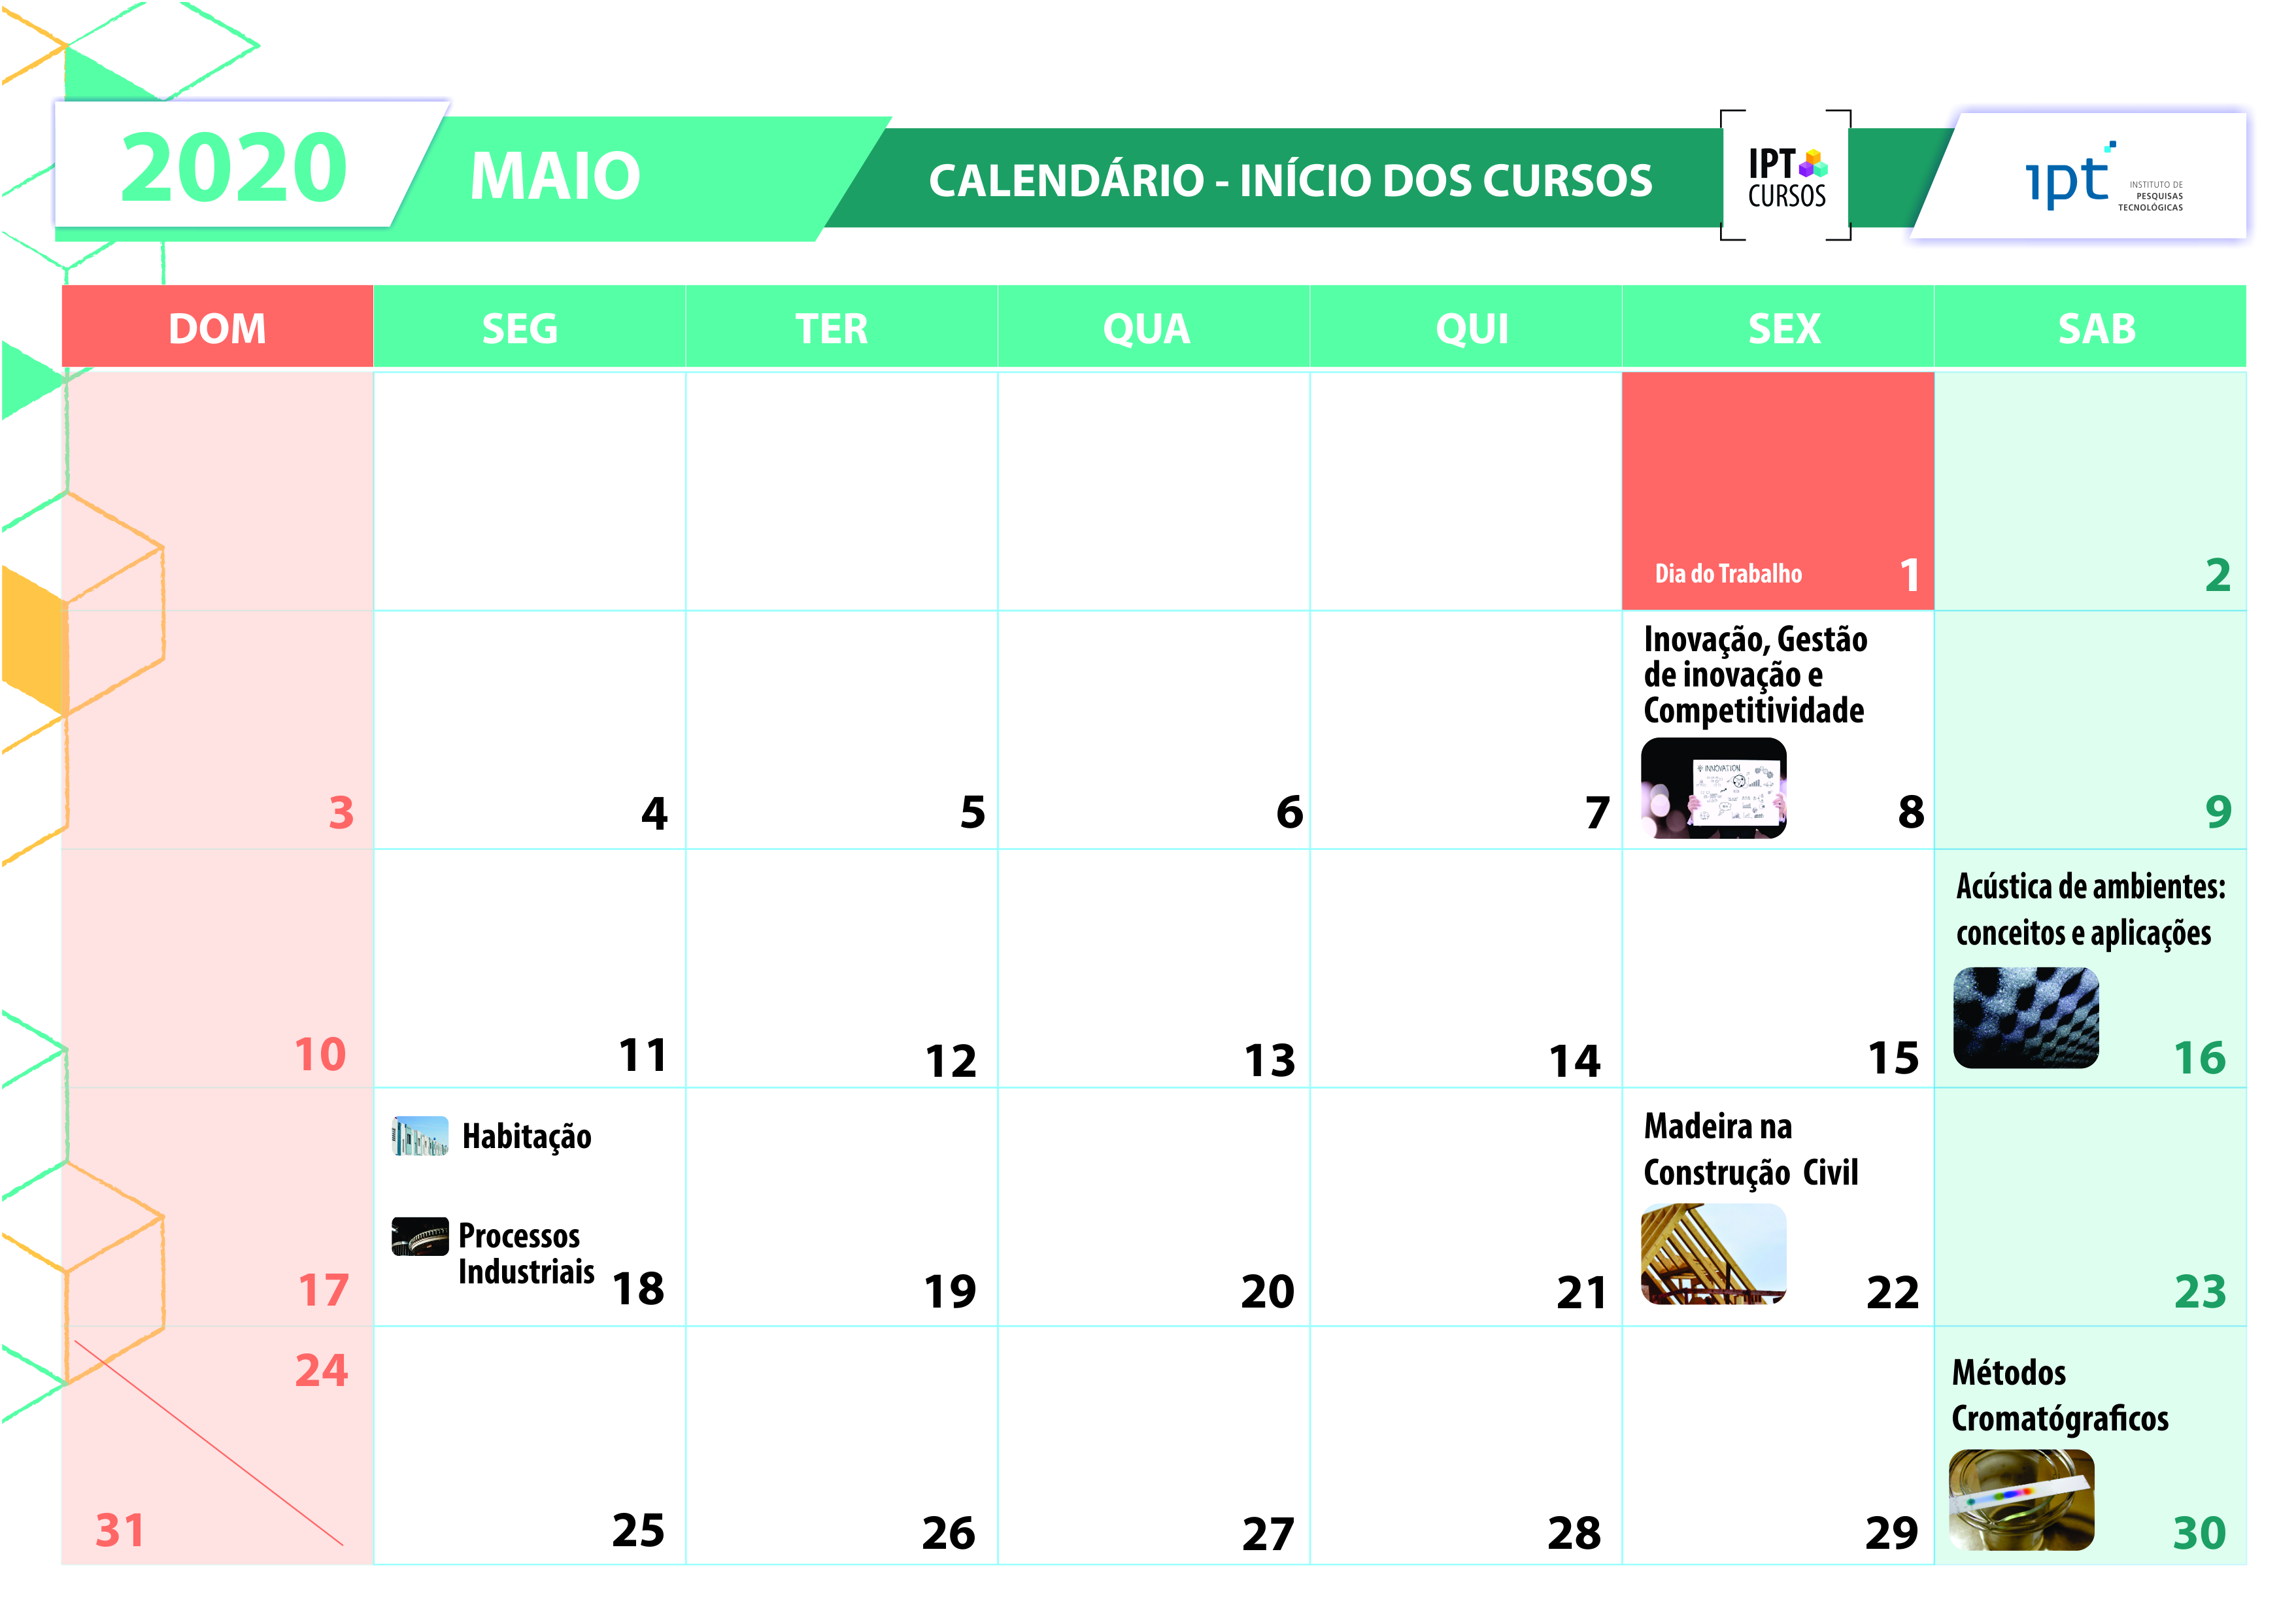 2020
MAIO
CALENDÁRIO - INÍCIO DOS CURSOS
IPT
CURSOS
ipt
INSTITUTO DE
PESQUISAS
TECNOLÓGICAS
DOM SEG TER QUA QUI SEX SAB
Dia do Trabalho 1 2
Inovação, Gestão
de inovação e
Competitividade
INNOVATION
3 4 5 6 7 8 9
Acústica de ambientes:
conceitos e aplicações
10 11 12 13 14 15 16
Habitação
Processos
Industriais
Madeira na
Construção Civil
17 18 19 20 21 22 23
24
Métodos
Cromatógraficos
31 25 26 27 28 29 30